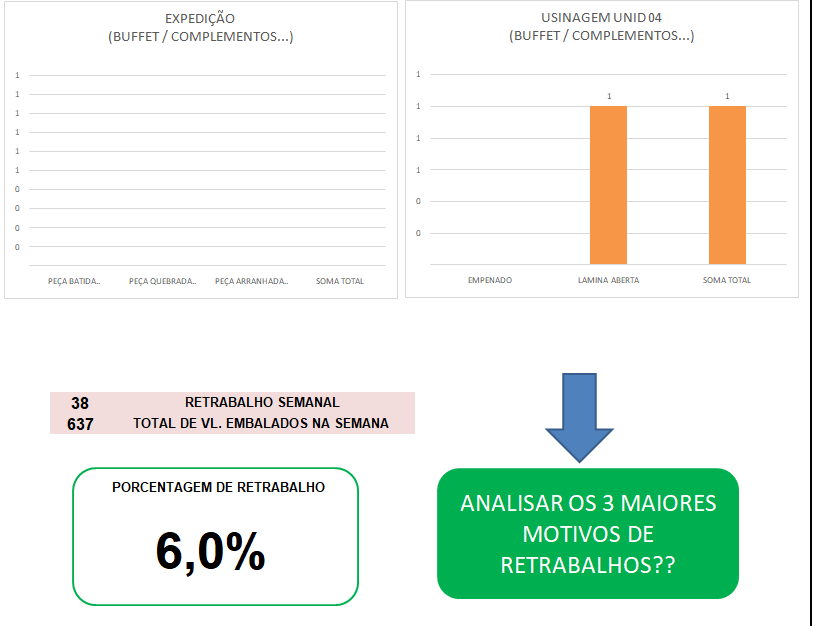 EXPEDIÇÃO
(BUFFET / COMPLEMENTOS...)
1
1
1
1
1
1
0
0
0
0
PEÇA BATIDA.. PEÇA QUEBRADA.. PEÇA ARRANHADA.. SOMA TOTAL
USINAGEM UNID 04
(BUFFET / COMPLEMENTOS...)
1
1
1
1
0
0
1 1
EMPENADO LAMINA ABERTA SOMA TOTAL
38 RETRABALHO SEMANAL
637 TOTAL DE VL. EMBALADOS NA SEMANA
PORCENTAGEM DE RETRABALHO
6,0%
ANALISAR OS 3 MAIORES
MOTIVOS DE
RETRABALHOS??